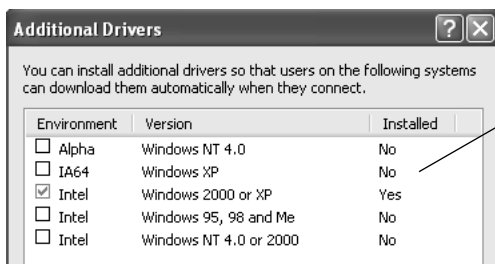 Additional Drivers
You can install additional drivers so that users on the following systems
can download them automatically when they connect.
Environment Version Installed
Alpha Windows NT 4.0 No
IA64 Windows XP No
Intel Windows 2000 or XP Yes
Intel Windows 95, 98 and Me No
Intel Windows NT 4.0 or 2000 No